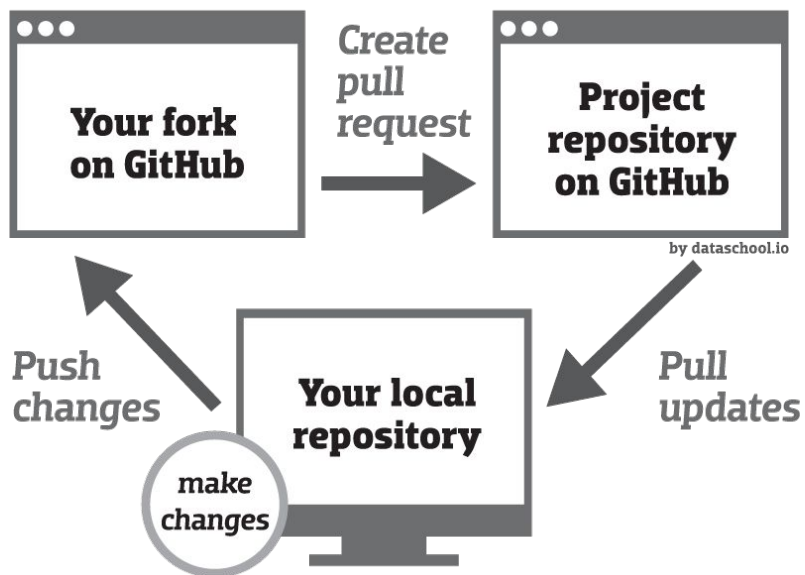 Your fork
on GitHub
Create
pull
request
Project
repository
on GitHub
by dataschool.io
Push
changes
Your local
repository
Pull
updates
make
changes